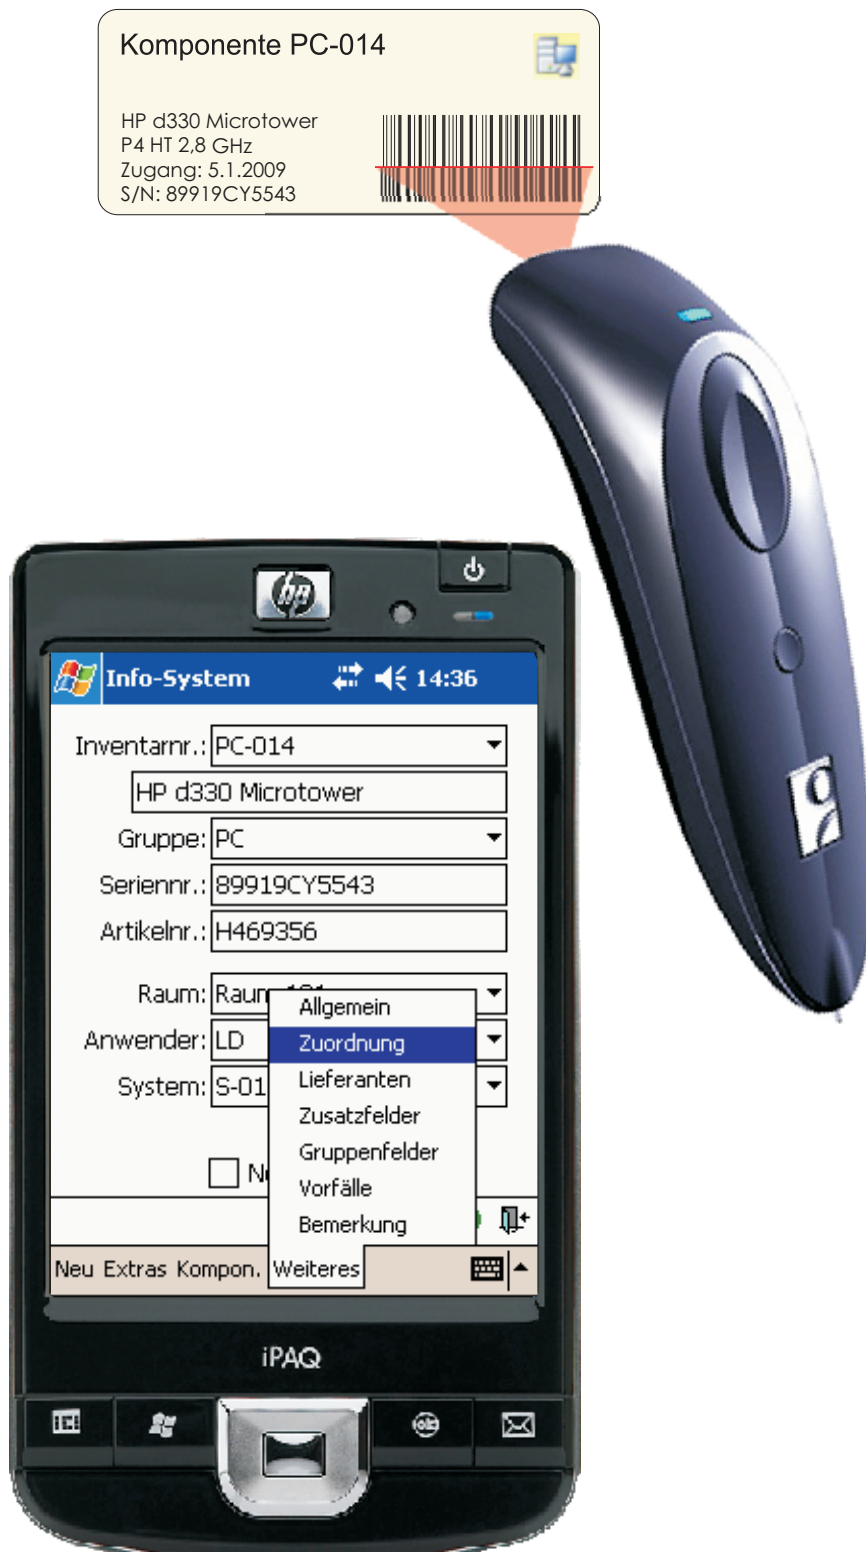 Komponente PC-014
HP d330 Microtower
P4 HT 2,8 GHz
Zugang: 5.1.2009
S/N: 89919CY5543
hp
Info-System 14:36
Inventarnr.: PC-014
HP d330 Microtower
Gruppe: PC
Seriennr.: 89919CY5543
Artikelnr.: H469356
Raum: Raum
Anwender: LD
System: S-01
Allgemein
Zuordnung
Lieferanten
Zusatzfelder
Gruppenfelder
Vorfälle
Bemerkung
Neu Extras Kompon. Weiteres
iPAQ
ok